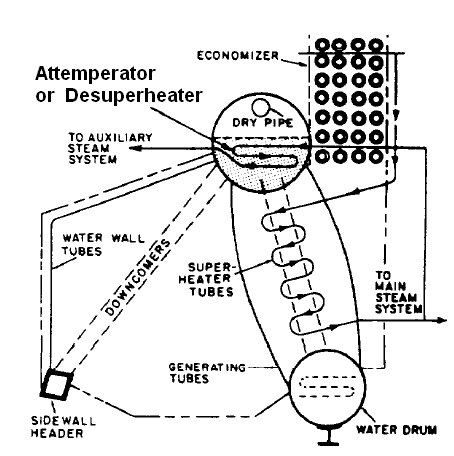 ECONOMIZER
Attemperator
or Desuperheater
DRY PIPE
TO AUXILIARY
STEAM
SYSTEM
WATER WALL
TUBES
DOWNCOMERS
SUPER-
HEATER
TUBES
TO
MAIN STEAM
SYSTEM
GENERATING
TUBES
SIDEWALL
HEADER
WATER DRUM